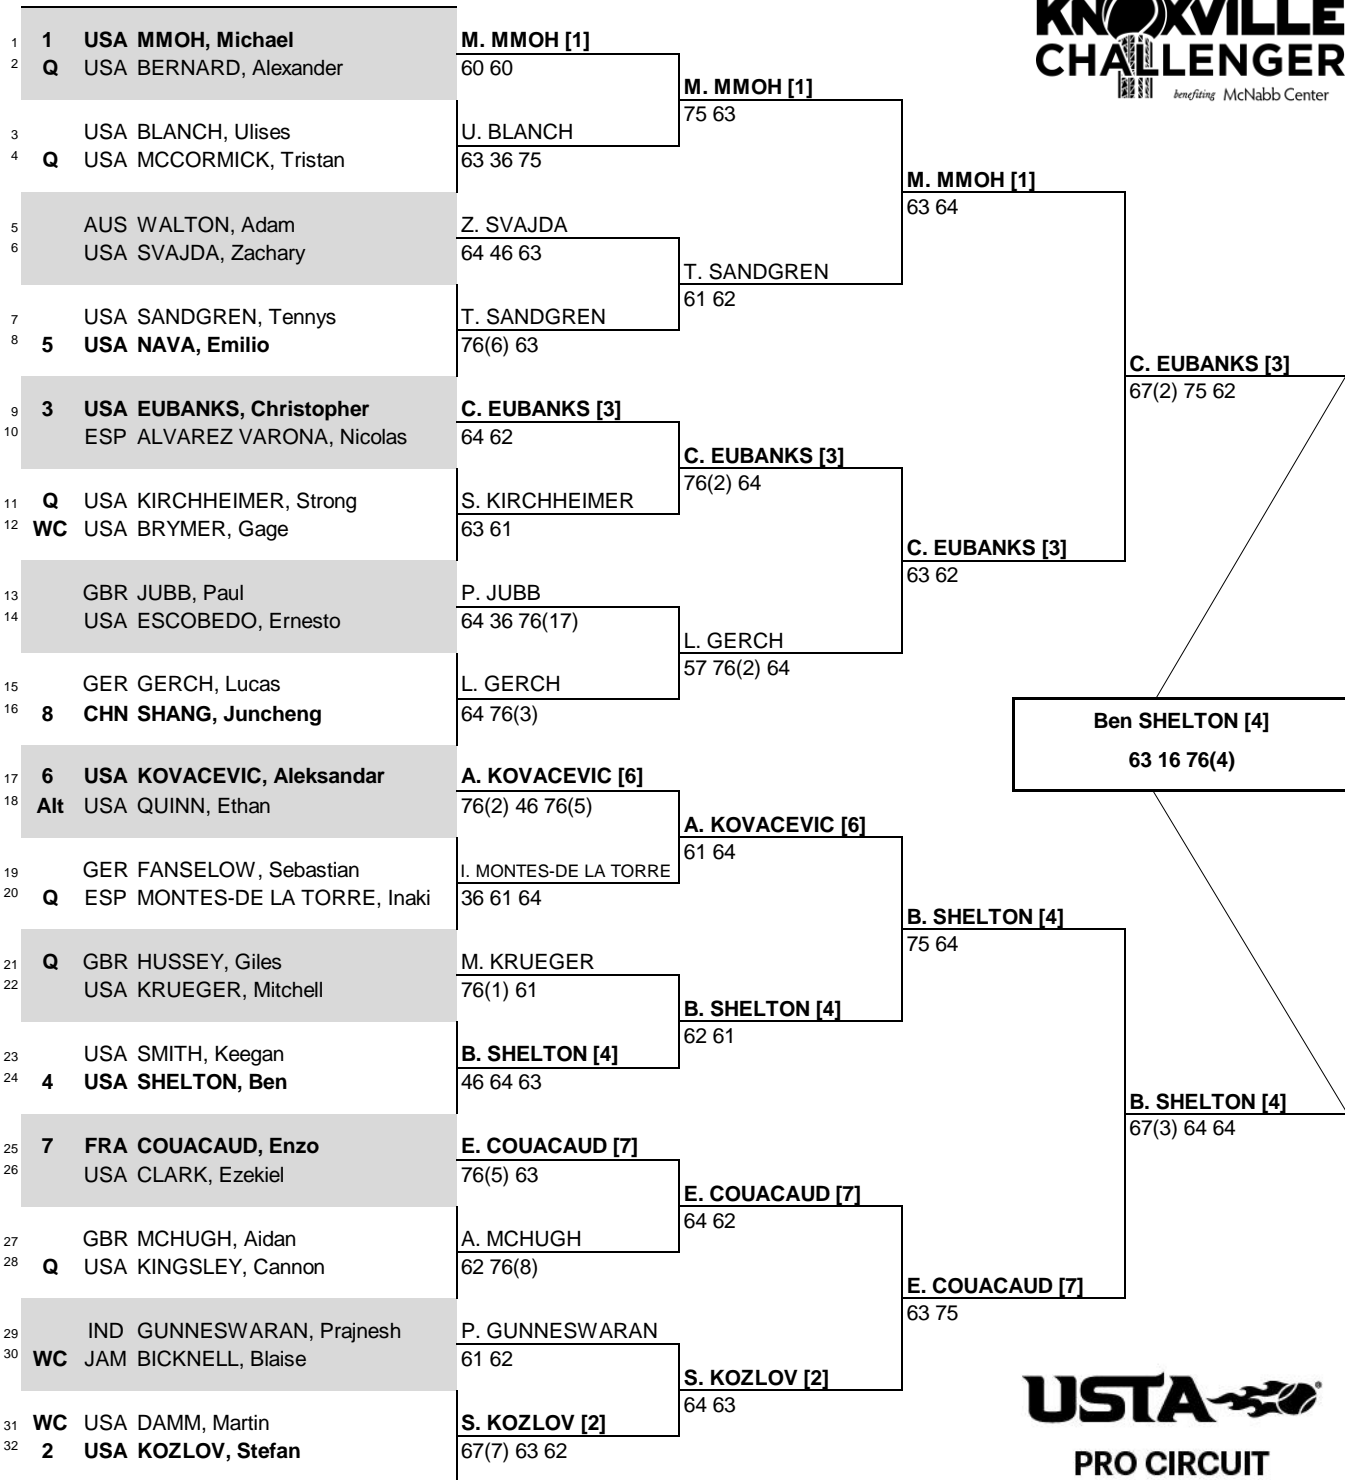 KNOXVILLE
CHALLENGER
benefiting McNabb Center
1 1 USA MMOH, Michael
2 Q USA BERNARD, Alexander
3 USA BLANCH, Ulises
4 Q USA MCCORMICK, Tristan
5 AUS WALTON, Adam
6 USA SVAJDA, Zachary
7 USA SANDGREN, Tennys
8 5 USA NAVA, Emilio
9 3 USA EUBANKS, Christopher
10 ESP ALVAREZ VARONA, Nicolas
11 Q USA KIRCHHEIMER, Strong
12 WC USA BRYMER, Gage
13 GBR JUBB, Paul
14 USA ESCOBEDO, Ernesto
15 GER GERCH, Lucas
16 8 CHN SHANG, Juncheng
17 6 USA KOVACEVIC, Aleksandar
18 Alt USA QUINN, Ethan
19 GER FANSELOW, Sebastian
20 Q ESP MONTES-DE LA TORRE, Inaki
21 Q GBR HUSSEY, Giles
22 USA KRUEGER, Mitchell
23 USA SMITH, Keegan
24 4 USA SHELTON, Ben
25 7 FRA COUACAUD, Enzo
26 USA CLARK, Ezekiel
27 GBR MCHUGH, Aidan
28 Q USA KINGSLEY, Cannon
29 IND GUNNESWARAN, Prajnesh
30 WC JAM BICKNELL, Blaise
31 WC USA DAMM, Martin
32 2 USA KOZLOV, Stefan
M. MMOH [1]
60 60
U. BLANCH
63 36 75
Z. SVAJDA
64 46 63
T. SANDGREN
76(6) 63
C. EUBANKS [3]
64 62
S. KIRCHHEIMER
63 61
P. JUBB
64 36 76(17)
L. GERCH
64 76(3)
A. KOVACEVIC [6]
76(2) 46 76(5)
I. MONTES-DE LA TORRE
36 61 64
M. KRUEGER
76(1) 61
B. SHELTON [4]
46 64 63
E. COUACAUD [7]
76(5) 63
A. MCHUGH
62 76(8)
P. GUNNESWARAN
61 62
S. KOZLOV [2]
67(7) 63 62
M. MMOH [1]
75 63
T. SANDGREN
61 62
C. EUBANKS [3]
76(2) 64
L. GERCH
57 76(2) 64
A. KOVACEVIC [6]
61 64
B. SHELTON [4]
62 61
E. COUACAUD [7]
64 62
S. KOZLOV [2]
64 63
M. MMOH [1]
63 64
C. EUBANKS [3]
63 62
B. SHELTON [4]
75 64
E. COUACAUD [7]
63 75
C. EUBANKS [3]
67(2) 75 62
B. SHELTON [4]
67(3) 64 64
Ben SHELTON [4]
63 16 76(4)
USTA
PRO CIRCUIT